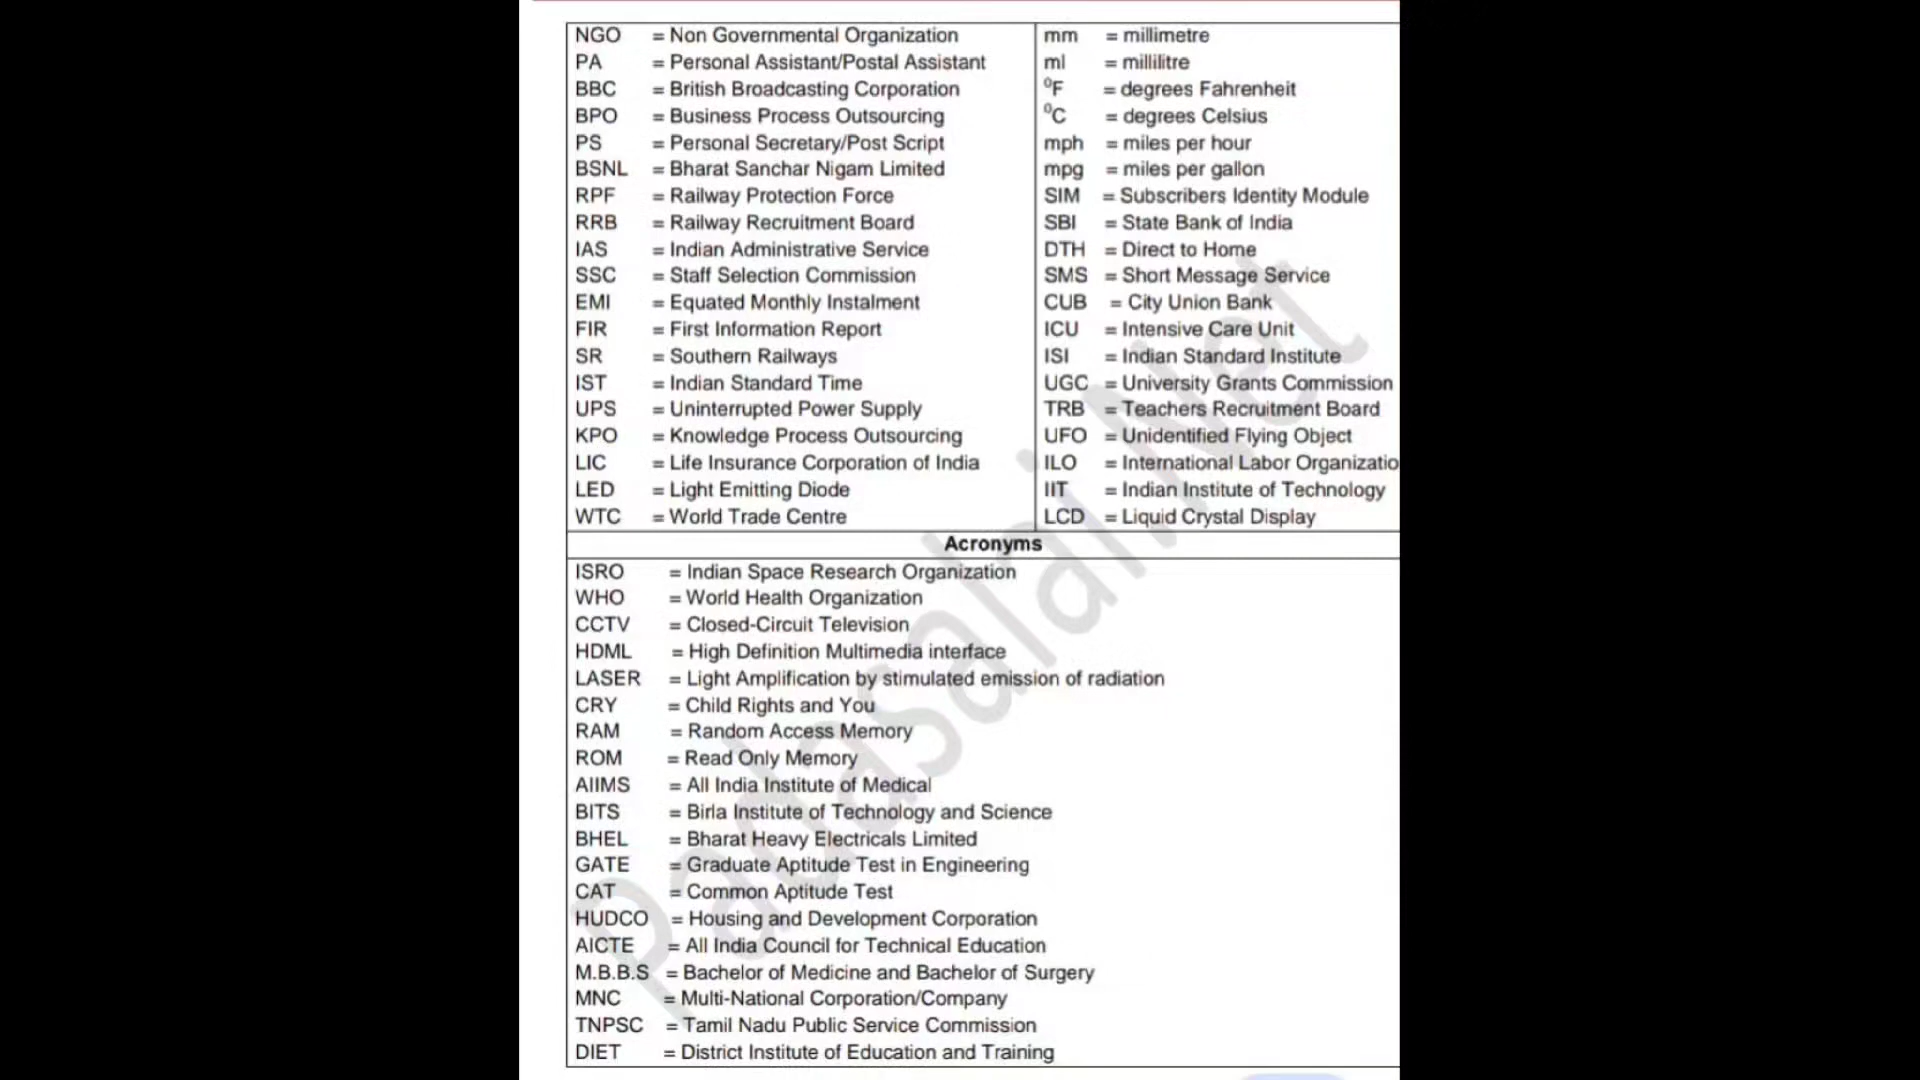 NGO = Non Governmental Organization
PA = Personal Assistant/Postal Assistant
BBC = British Broadcasting Corporation
BPO = Business Process Outsourcing
PS = Personal Secretary/Post Script
BSNL = Bharat Sanchar Nigam Limited
RPF = Railway Protection Force
RRB = Railway Recruitment Board
IAS = Indian Administrative Service
SSC = Staff Selection Commission
EMI = Equated Monthly Instalment
FIR = First Information Report
SR = Southern Railways
IST = Indian Standard Time
UPS = Uninterrupted Power Supply
KPO = Knowledge Process Outsourcing
LIC = Life Insurance Corporation of India
LED = Light Emitting Diode
WTC = World Trade Centre
mm = millimetre
ml = millilitre
⁰F = degrees Fahrenheit
⁰C = degrees Celsius
mph = miles per hour
mpg = miles per gallon
SIM = Subscribers Identity Module
SBI = State Bank of India
DTH = Direct to Home
SMS = Short Message Service
CUB = City Union Bank
ICU = Intensive Care Unit
ISI = Indian Standard Institute
UGC = University Grants Commission
TRB = Teachers Recruitment Board
UFO = Unidentified Flying Object
ILO = International Labor Organizatio
IIT = Indian Institute of Technology
LCD = Liquid Crystal Display
Acronyms
ISRO = Indian Space Research Organization
WHO = World Health Organization
CCTV = Closed-Circuit Television
HDML = High Definition Multimedia interface
LASER = Light Amplification by stimulated emission of radiation
CRY = Child Rights and You
RAM = Random Access Memory
ROM = Read Only Memory
AIIMS = All India Institute of Medical
BITS = Birla Institute of Technology and Science
BHEL = Bharat Heavy Electricals Limited
GATE = Graduate Aptitude Test in Engineering
CAT = Common Aptitude Test
HUDCO = Housing and Development Corporation
AICTE = All India Council for Technical Education
M.B.B.S = Bachelor of Medicine and Bachelor of Surgery
MNC = Multi-National Corporation/Company
TNPSC = Tamil Nadu Public Service Commission
DIET = District Institute of Education and Training
Padasalai.Net